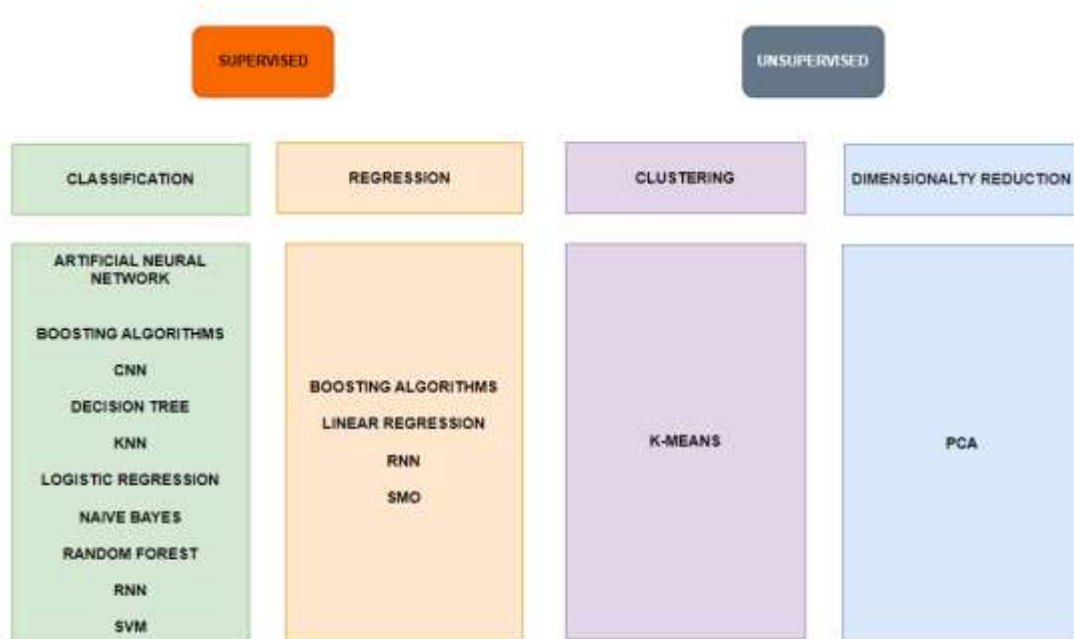 SUPERVISED
UNSUPERVISED
CLASSIFICATION
REGRESSION
CLUSTERING
DIMENSIONALTY REDUCTION
ARTIFICIAL NEURAL
NETWORK
BOOSTING ALGORITHMS
CNN
DECISION TREE
KNN
LOGISTIC REGRESSION
NAIVE BAYES
RANDOM FOREST
RNN
SVM
BOOSTING ALGORITHMS
LINEAR REGRESSION
RNN
SMO
K-MEANS
PCA